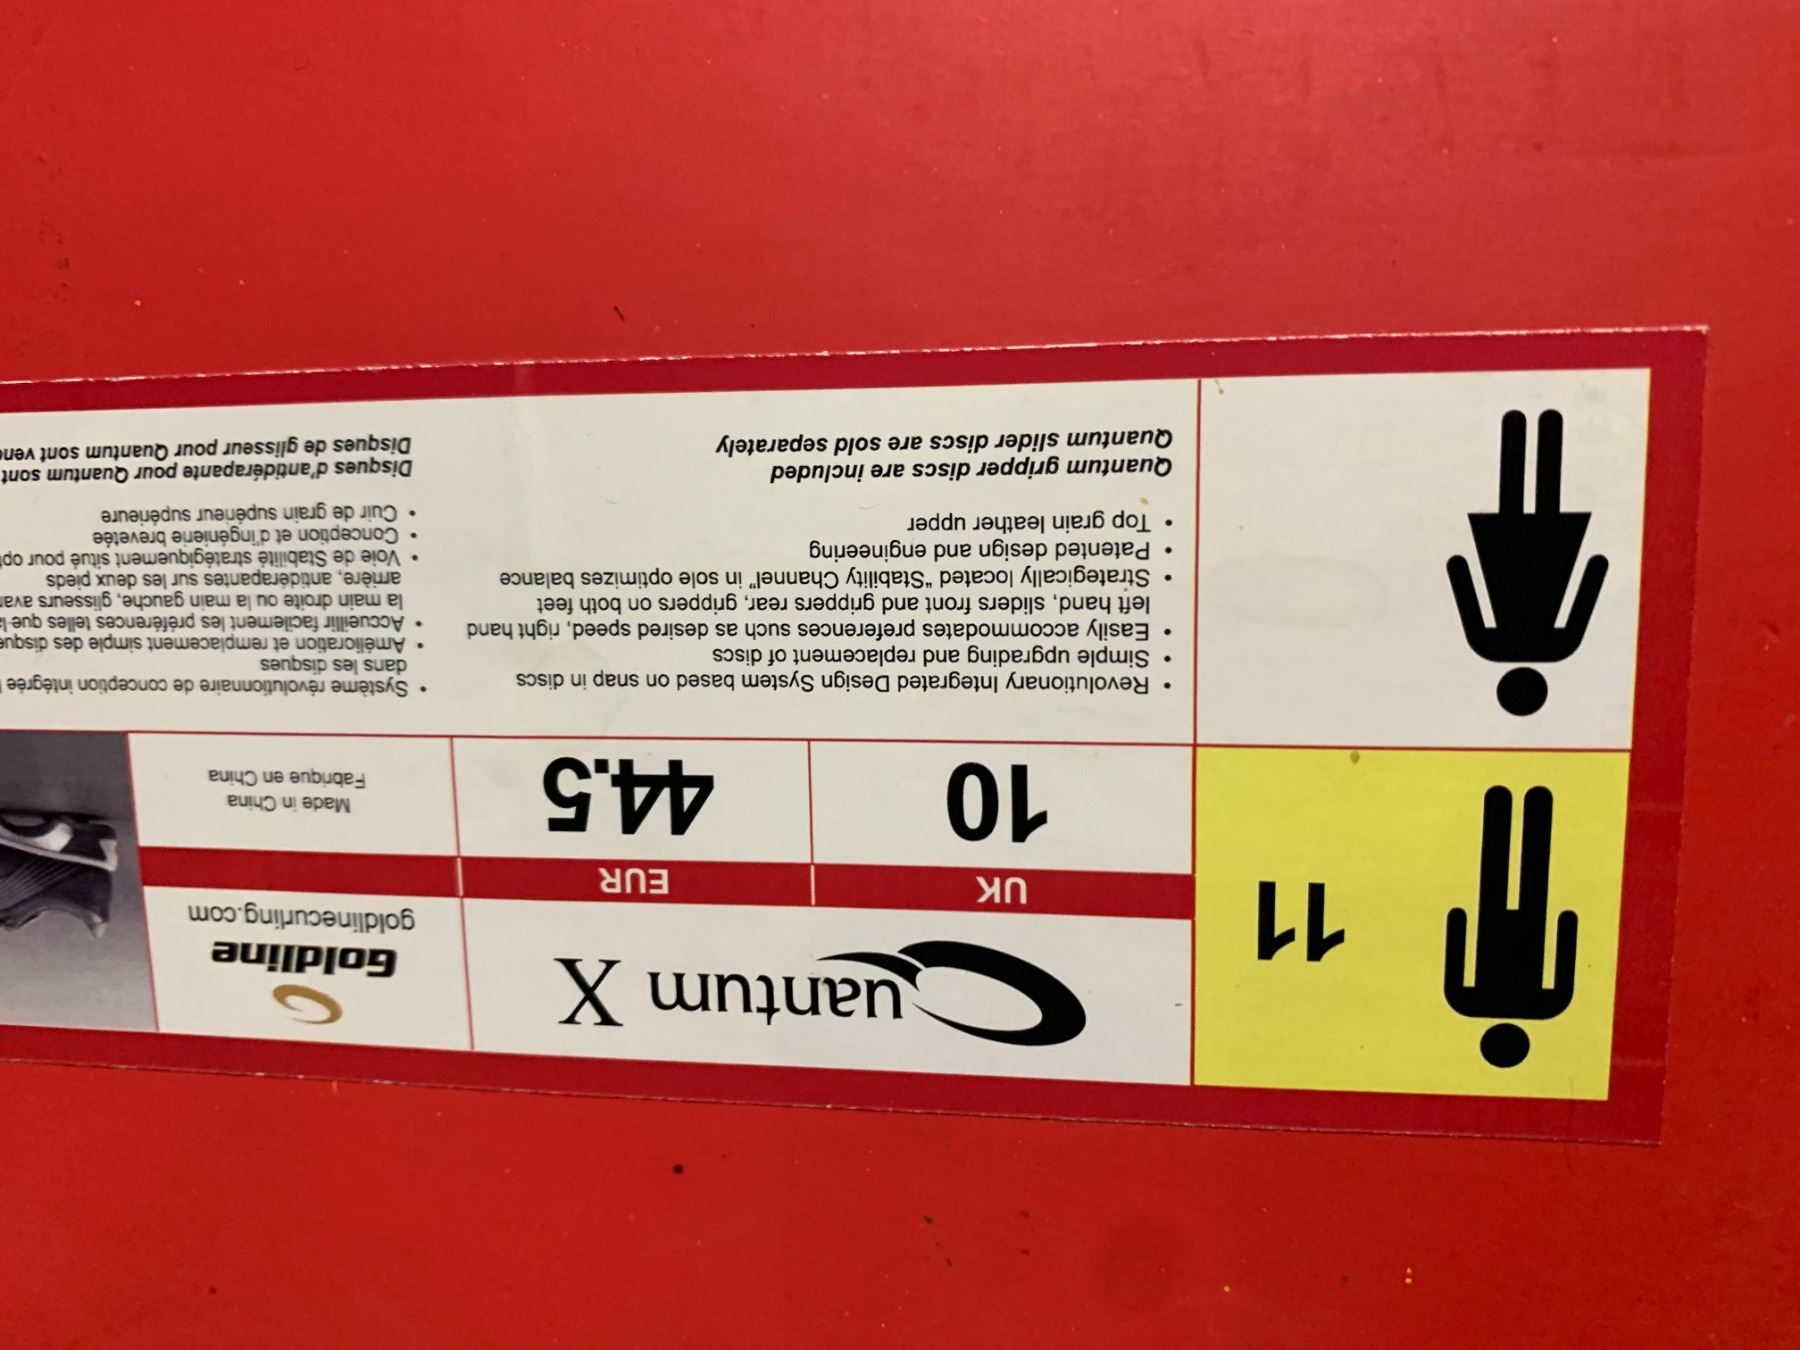 11
Quantum X
Goldline
goldlinecurling.com
UK
EUR
10
44.5
Made in China
Fabrique en China
• Revolutionary Integrated Design System based on snap in discs
• Simple upgrading and replacement of discs
• Easily accommodates preferences such as desired speed, right hand
left hand, sliders front and grippers rear, grippers on both feet
• Strategically located "Stability Channel" in sole optimizes balance
• Patented design and engineering
• Top grain leather upper
Quantum gripper discs are included
Quantum slider discs are sold separately
• Système révolutionnaire de conception intégrée
dans les disques
• Amélioration et remplacement simple des
• Accueillir facilement les préférences telles que
la main droite ou la main gauche, glisseurs
arrière, antidérapantes sur les deux pieds
• Voie de Stabilité stratégiquement situé pour
• Conception et d'ingénierie brevetée
• Cuir de grain supérieur supérieure
Disques d'antidérapante pour Quantum sont
Disques de glisseur pour Quantum sont